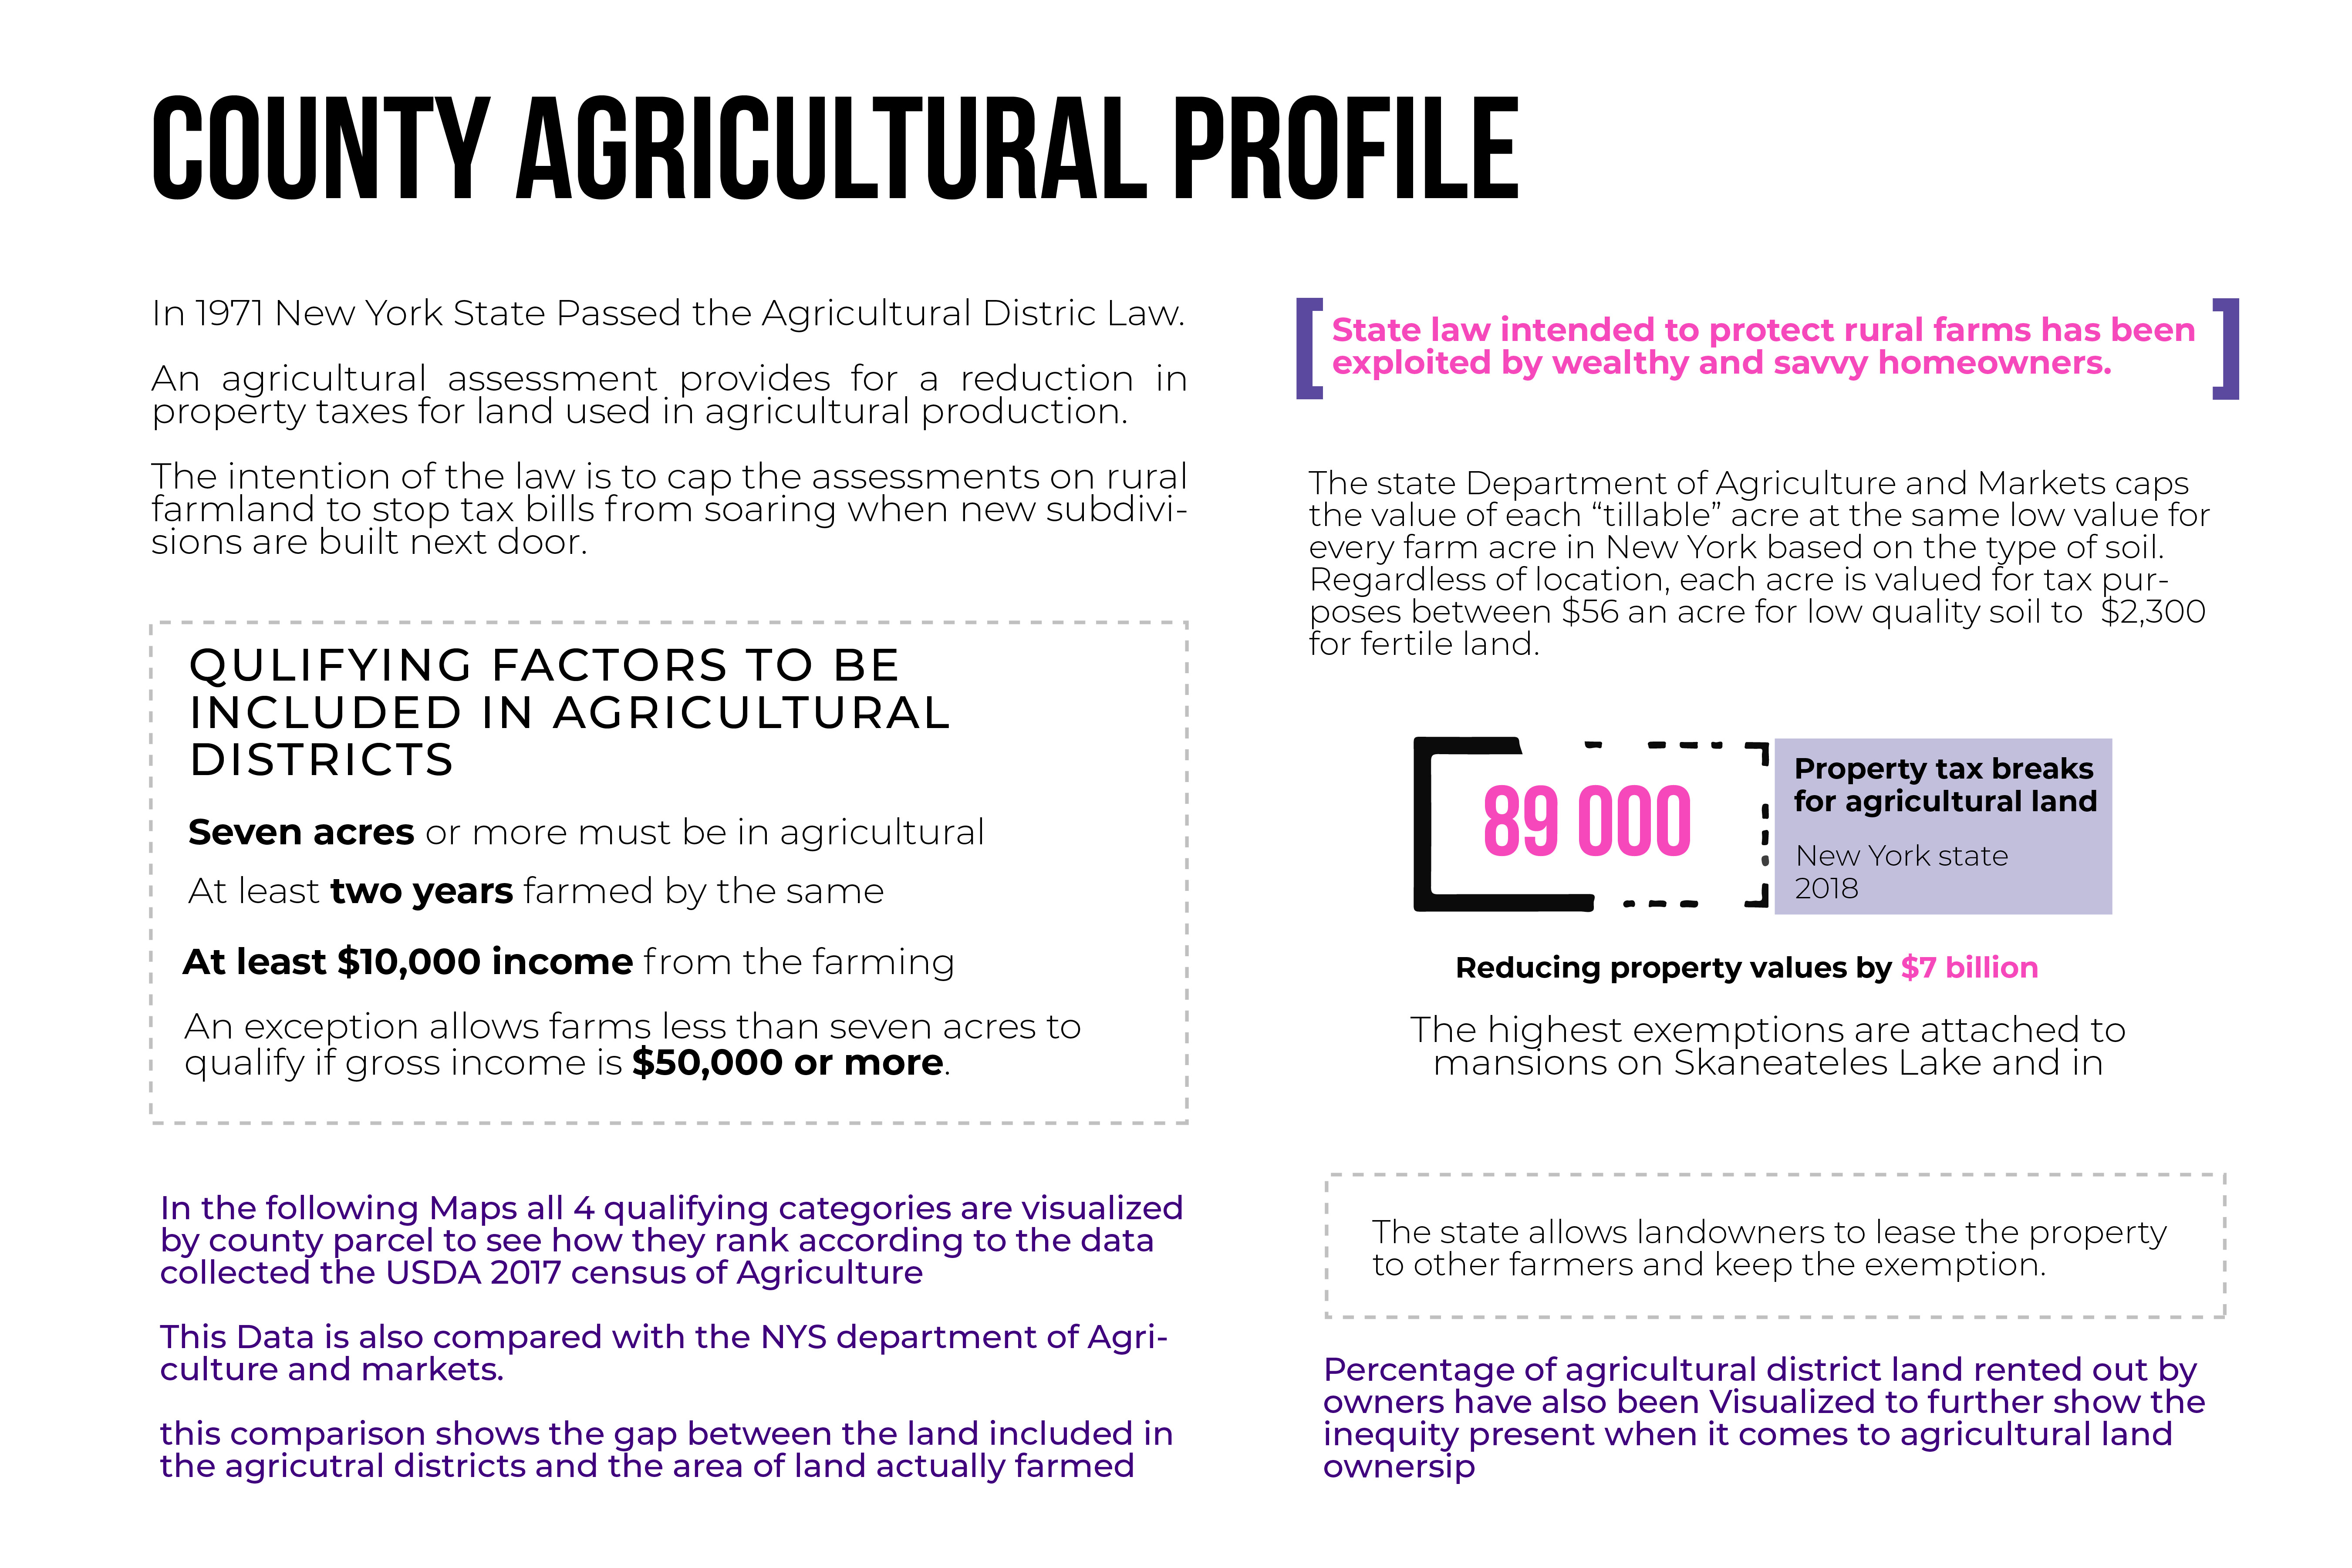 COUNTY AGRICULTURAL PROFILE
In 1971 New York State Passed the Agricultural Distric Law.
An agricultural assessment provides for a reduction in
property taxes for land used in agricultural production.
The intention of the law is to cap the assessments on rural
farmland to stop tax bills from soaring when new subdivi-
sions are built next door.
QULIFYING FACTORS TO BE
INCLUDED IN AGRICULTURAL
DISTRICTS
Seven acres or more must be in agricultural
At least two years farmed by the same
At least $10,000 income from the farming
An exception allows farms less than seven acres to
qualify if gross income is $50,000 or more.
In the following Maps all 4 qualifying categories are visualized
by county parcel to see how they rank according to the data
collected the USDA 2017 census of Agriculture
This Data is also compared with the NYS department of Agri-
culture and markets.
this comparison shows the gap between the land included in
the agricutral districts and the area of land actually farmed
[State law intended to protect rural farms has been
exploited by wealthy and savvy homeowners.]
The state Department of Agriculture and Markets caps
the value of each “tillable” acre at the same low value for
every farm acre in New York based on the type of soil.
Regardless of location, each acre is valued for tax pur-
poses between $56 an acre for low quality soil to $2,300
for fertile land.
89 000
Property tax breaks
for agricultural land
New York state
2018
Reducing property values by $7 billion
The highest exemptions are attached to
mansions on Skaneateles Lake and in
The state allows landowners to lease the property
to other farmers and keep the exemption.
Percentage of agricultural district land rented out by
owners have also been Visualized to further show the
inequity present when it comes to agricultural land
ownersip